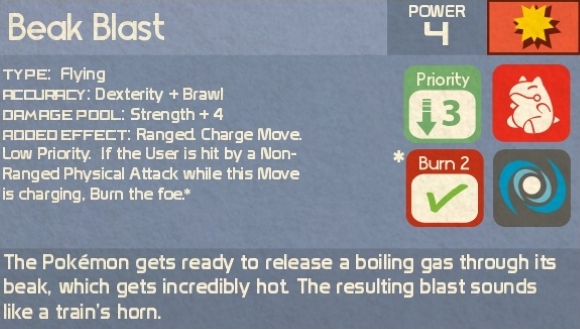 Beak Blast
POWER
4
TYPE: Flying
ACCURACY: Dexterity + Brawl
DAMAGE POOL: Strength + 4
ADDED EFFECT: Ranged. Charge Move.
Low Priority. If the User is hit by a Non-
Ranged Physical Attack while this Move
is charging, Burn the foe.*
Priority
3
* Burn 2
The Pokémon gets ready to release a boiling gas through its
beak, which gets incredibly hot. The resulting blast sounds
like a train's horn.